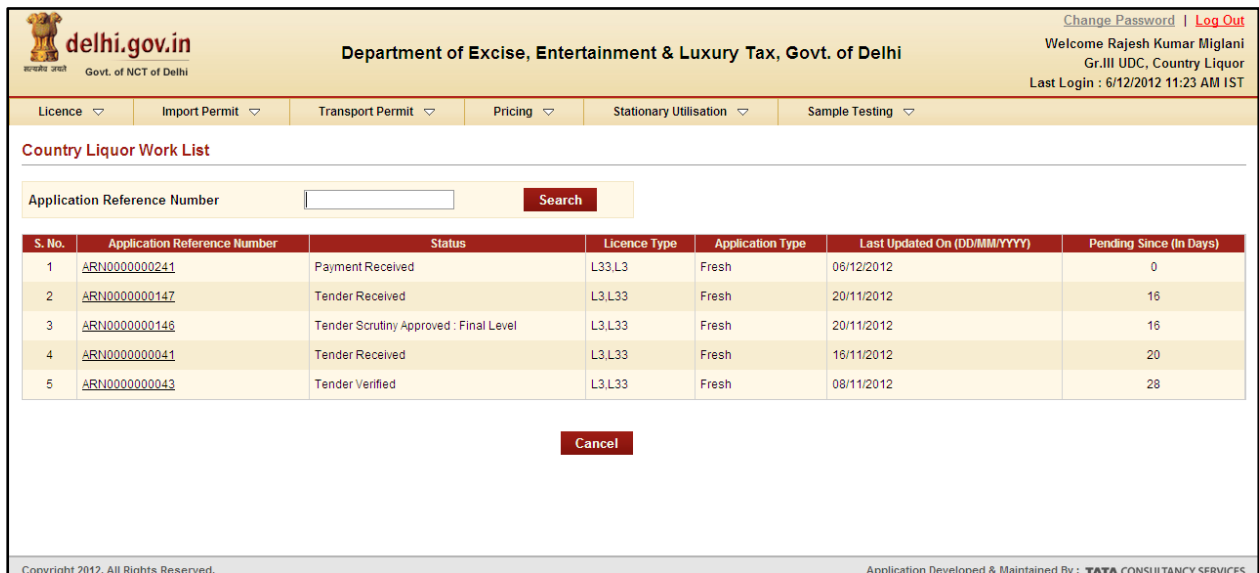 Change Password | Log Out
delhi.gov.in
Govt. of NCT of Delhi
सत्यमेव जयते
Department of Excise, Entertainment & Luxury Tax, Govt. of Delhi
Welcome Rajesh Kumar Miglani
Gr.III UDC, Country Liquor
Last Login : 6/12/2012 11:23 AM IST
Licence Import Permit Transport Permit Pricing Stationary Utilisation Sample Testing
Country Liquor Work List
Application Reference Number Search
S. No. Application Reference Number Status Licence Type Application Type Last Updated On (DD/MM/YYYY) Pending Since (In Days)
1 ARN0000000241 Payment Received L33,L3 Fresh 06/12/2012 0
2 ARN0000000147 Tender Received L3,L33 Fresh 20/11/2012 16
3 ARN0000000146 Tender Scrutiny Approved : Final Level L3,L33 Fresh 20/11/2012 16
4 ARN0000000041 Tender Received L3,L33 Fresh 16/11/2012 20
5 ARN0000000043 Tender Verified L3,L33 Fresh 08/11/2012 28
Cancel
Copyright 2012. All Rights Reserved. Application Developed & Maintained By : TATA CONSULTANCY SERVICES